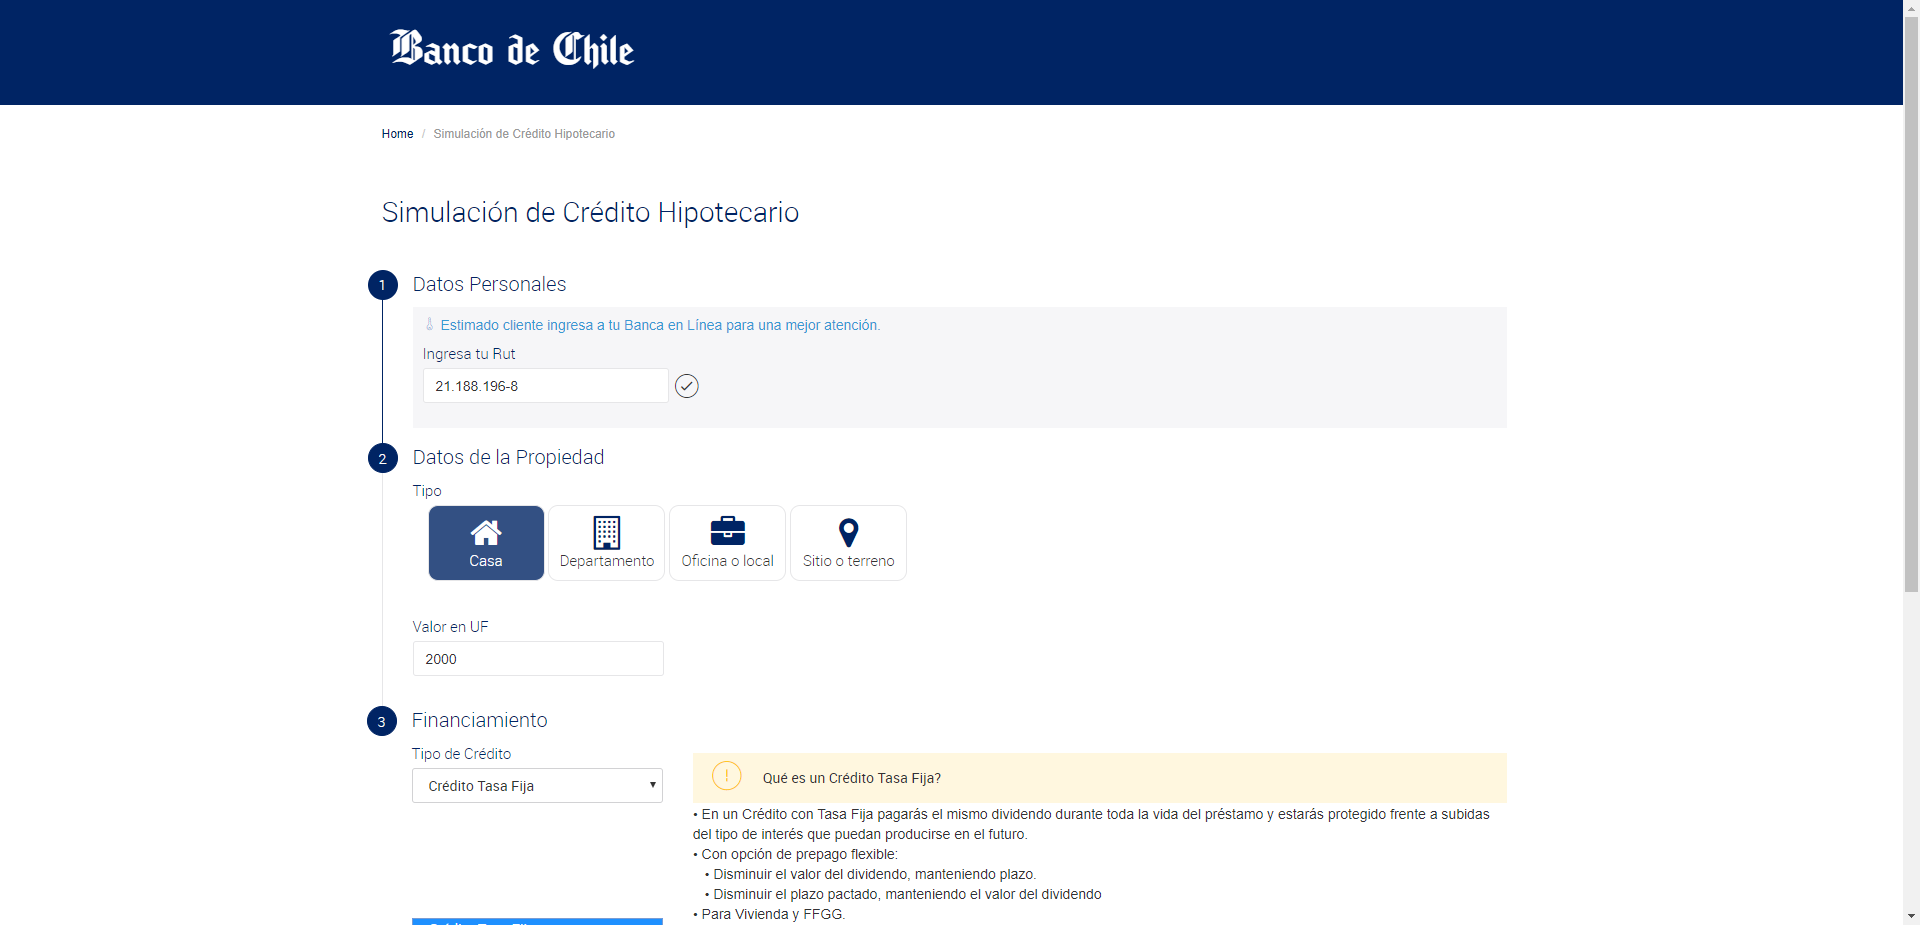 Banco de Chile
Home / Simulación de Crédito Hipotecario
Simulación de Crédito Hipotecario
1 Datos Personales
Estimado cliente ingresa a tu Banca en Línea para una mejor atención.
Ingresa tu Rut
21.188.196-8
2 Datos de la Propiedad
Tipo
Casa Departamento Oficina o local Sitio o terreno
Valor en UF
2000
3 Financiamiento
Tipo de Crédito
Crédito Tasa Fija
! Qué es un Crédito Tasa Fija?
• En un Crédito con Tasa Fija pagarás el mismo dividendo durante toda la vida del préstamo y estarás protegido frente a subidas
del tipo de interés que puedan producirse en el futuro.
• Con opción de prepago flexible:
• Disminuir el valor del dividendo, manteniendo plazo.
• Disminuir el plazo pactado, manteniendo el valor del dividendo
• Para Vivienda y FFGG.